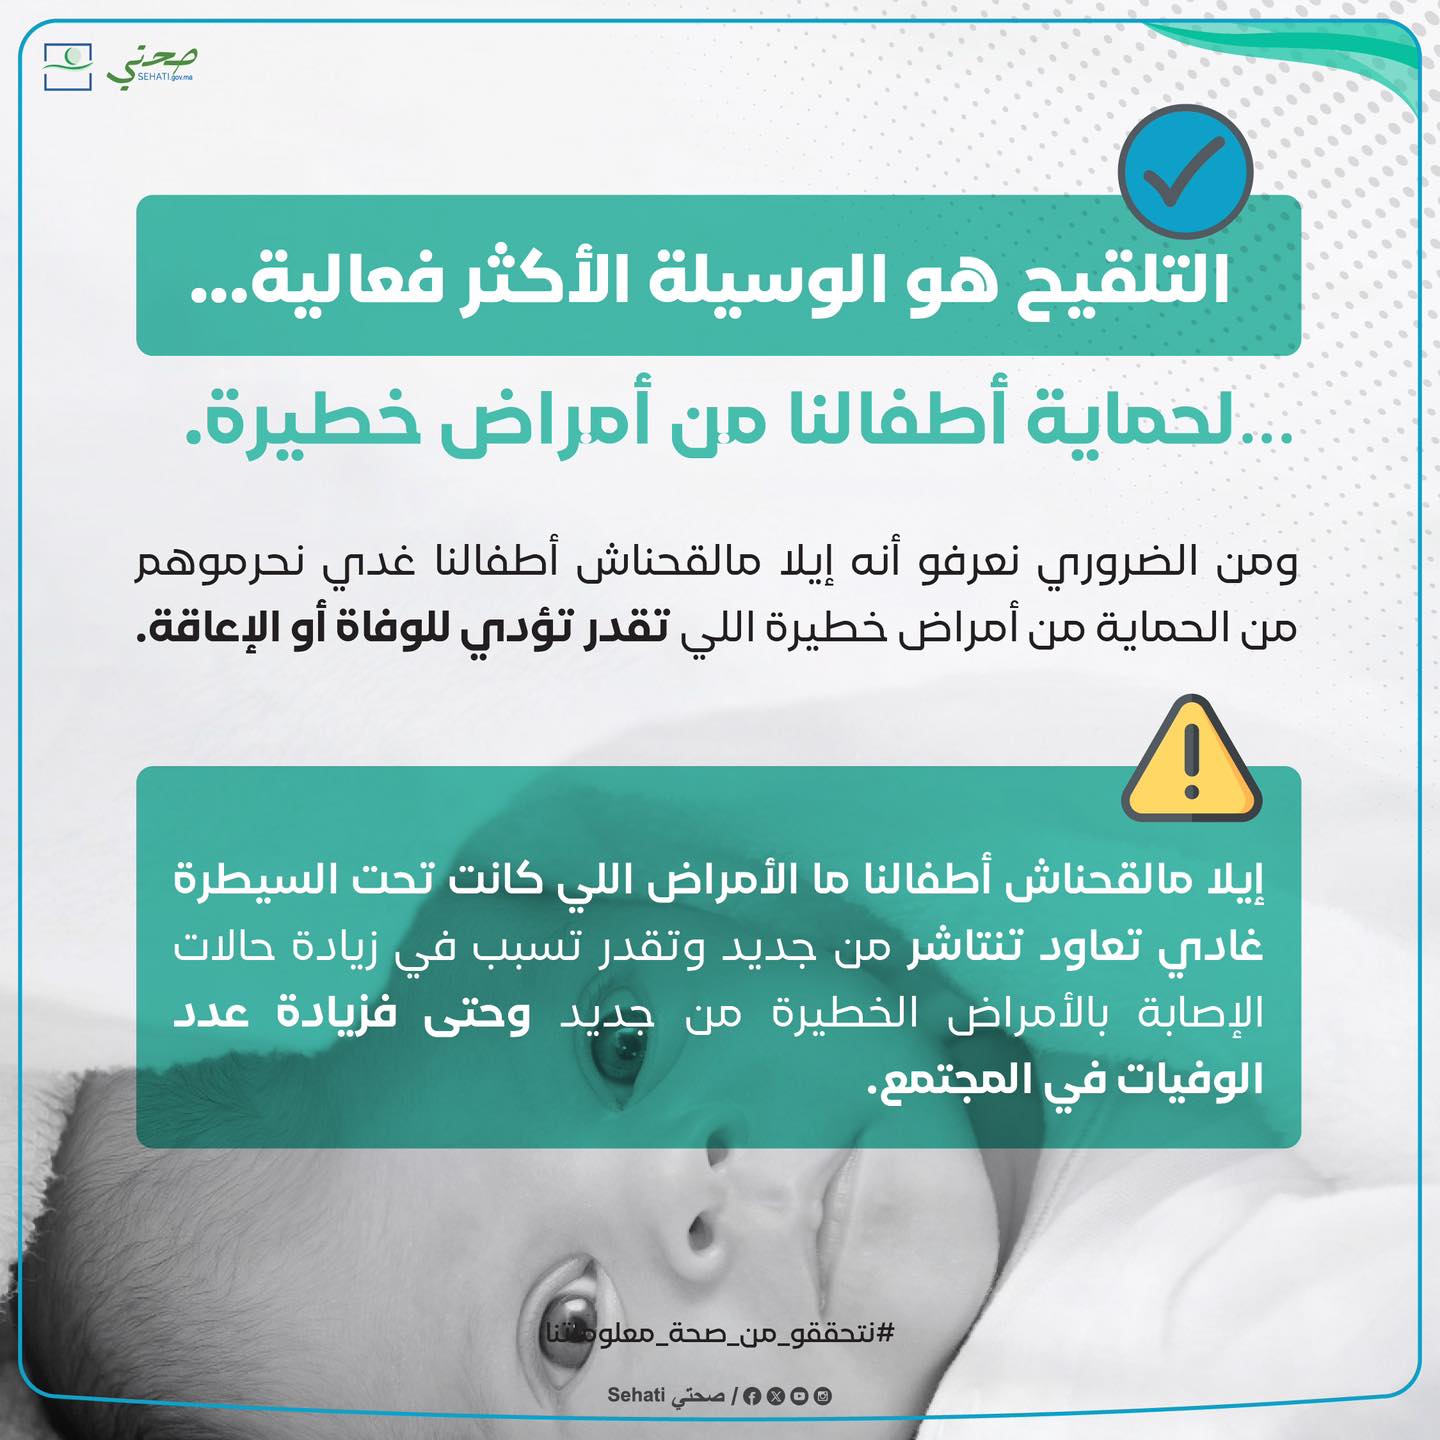 صحتي
SEHATI.gov.ma
التلقيح هو الوسيلة الأكثر فعالية...
...لحماية أطفالنا من أمراض خطيرة.
ومن الضروري نعرفو أنه إيلا مالقحناش أطفالنا غدي نحرموهم
من الحماية من أمراض خطيرة اللي تقدر تؤدي للوفاة أو الإعاقة.
إيلا مالقحناش أطفالنا ما الأمراض اللي كانت تحت السيطرة
غادي تعاود تنتاشر من جديد وتقدر تسبب في زيادة حالات
الإصابة بالأمراض الخطيرة من جديد وحتى فزيادة عدد
الوفيات في المجتمع.
#نتحققو_من_صحة_معلوماتنا
Sehati صحتي /